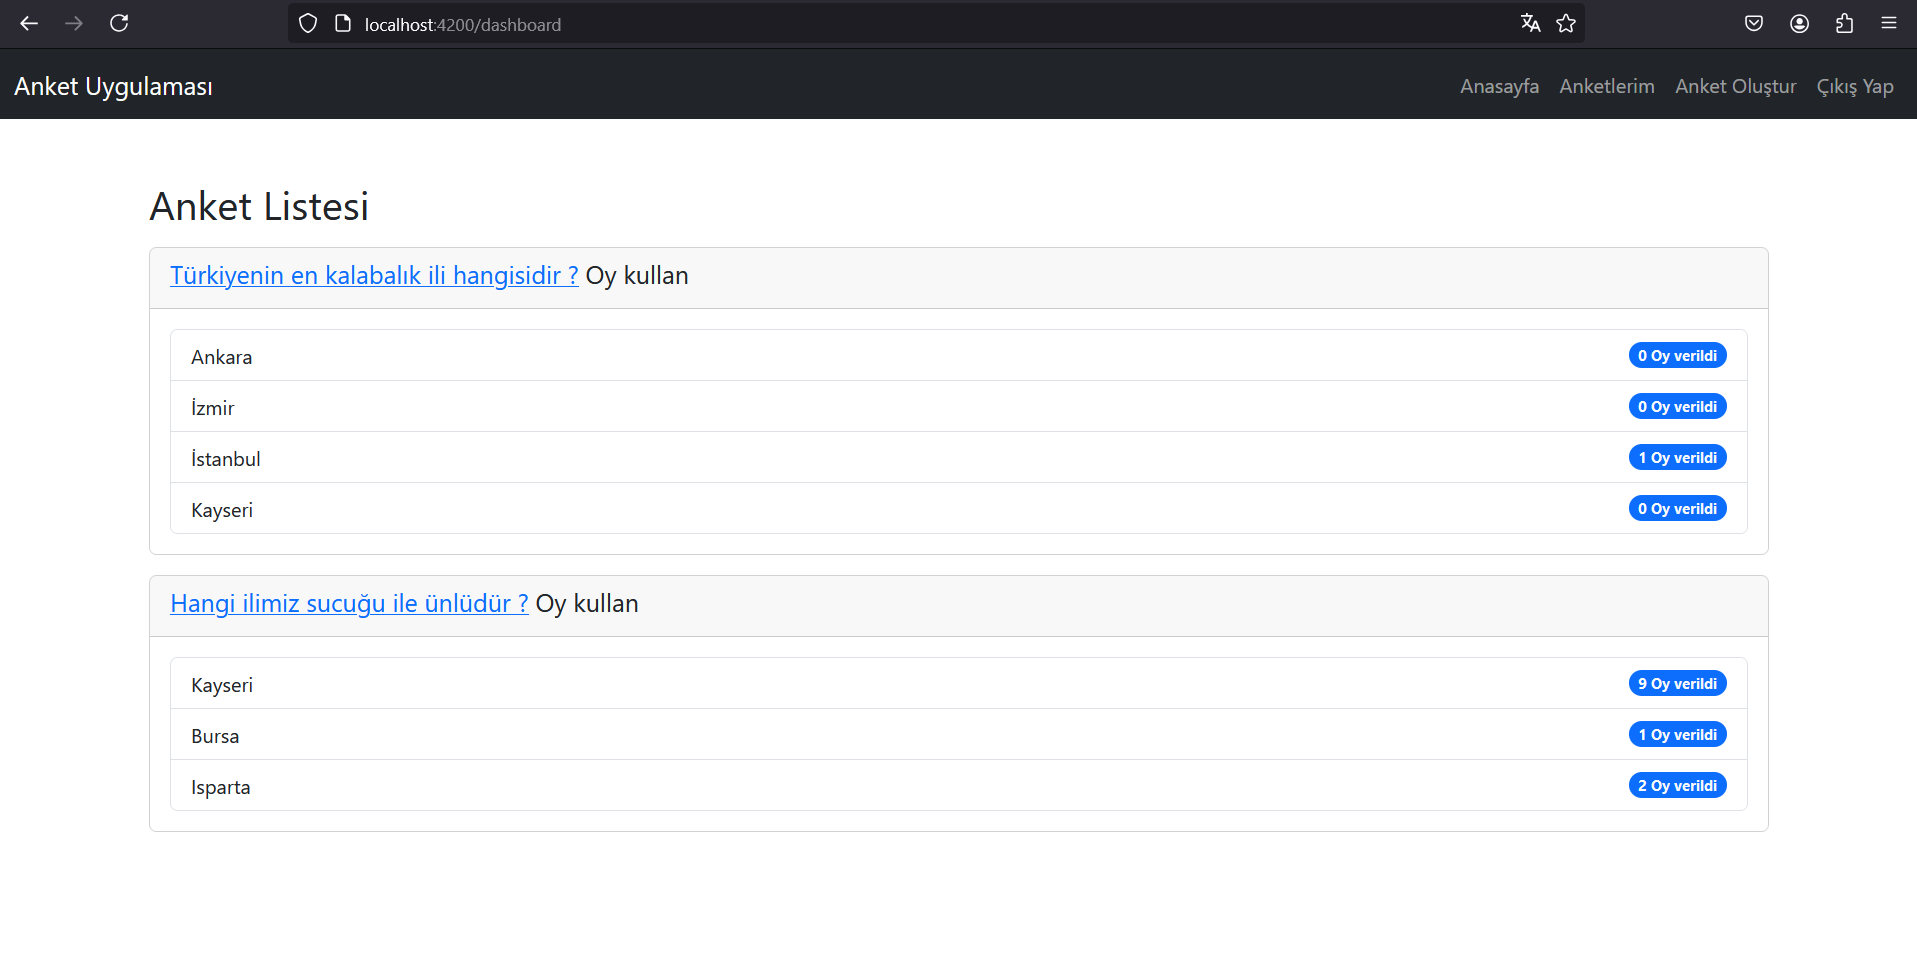 localhost:4200/dashboard
Anket Uygulaması
Anasayfa Anketlerim Anket Oluştur Çıkış Yap
Anket Listesi
Türkiyenin en kalabalık ili hangisidir ? Oy kullan
Ankara 0 Oy verildi
İzmir 0 Oy verildi
İstanbul 1 Oy verildi
Kayseri 0 Oy verildi
Hangi ilimiz sucuğu ile ünlüdür ? Oy kullan
Kayseri 9 Oy verildi
Bursa 1 Oy verildi
Isparta 2 Oy verildi